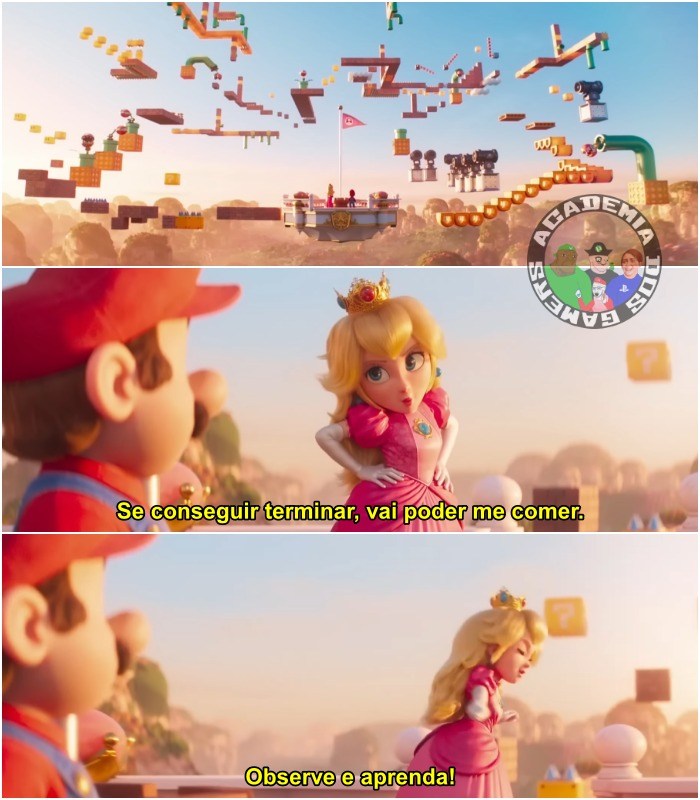 ACADEMIA
DOS GAMERS
Se conseguir terminar, vai poder me comer.
Observe e aprenda!